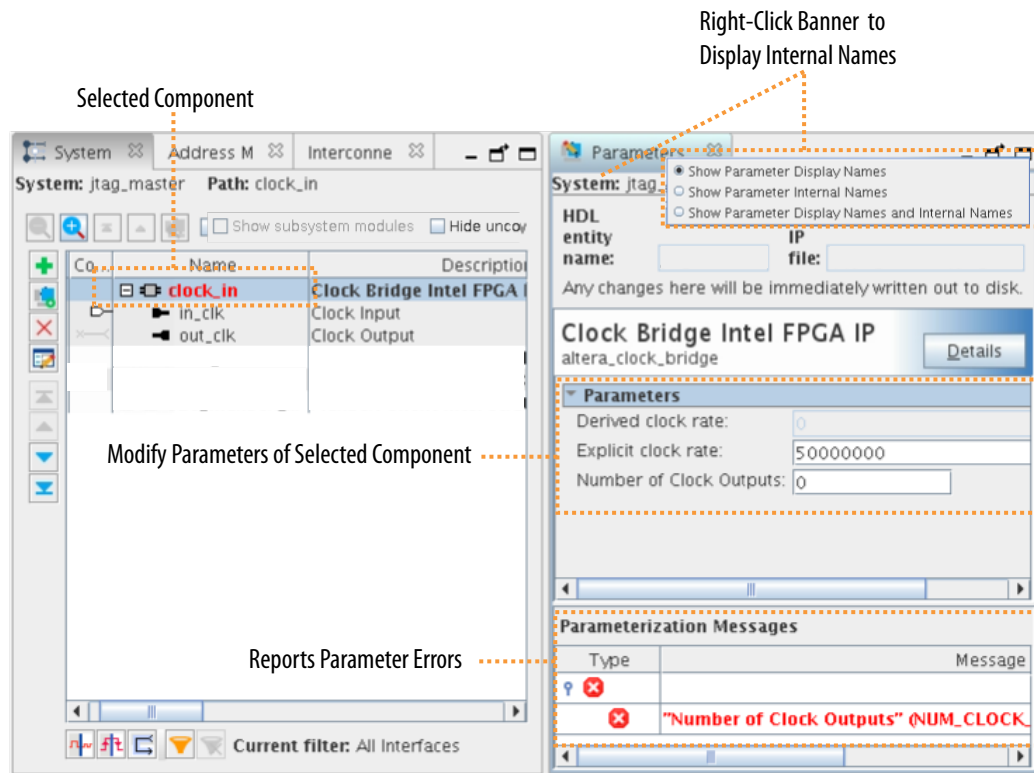 Right-Click Banner to
Display Internal Names
Selected Component
System
Address M
Interconne
System: jtag_master Path: clock_in
Show subsystem modules
Hide uncov
Co... Name Description
clock_in Clock Bridge Intel FPGA I
in_clk Clock Input
out_clk Clock Output
Modify Parameters of Selected Component
Reports Parameter Errors
Current filter: All Interfaces
Parameters
System: jtag_
Show Parameter Display Names
Show Parameter Internal Names
Show Parameter Display Names and Internal Names
HDL
entity
name:
IP
file:
Any changes here will be immediately written out to disk.
Clock Bridge Intel FPGA IP
altera_clock_bridge
Details
Parameters
Derived clock rate: 0
Explicit clock rate: 50000000
Number of Clock Outputs: 0
Parameterization Messages
Type Message
"Number of Clock Outputs" (NUM_CLOCK_